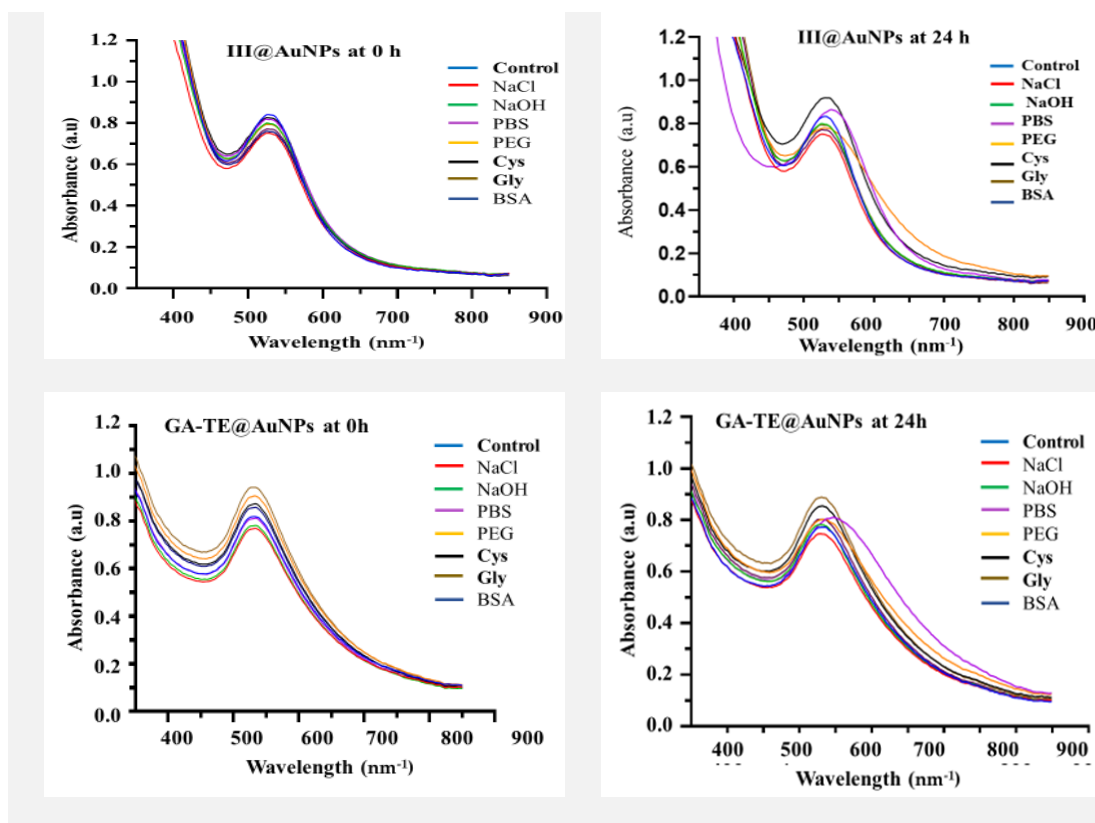 III@AuNPs at 0 h
Absorbance (a.u)
1.2
1.0
0.8
0.6
0.4
0.2
0.0
Control
NaCl
NaOH
PBS
PEG
Cys
Gly
BSA
400 500 600 700 800 900
Wavelength (nm⁻¹)
III@AuNPs at 24 h
Absorbance (a.u)
1.2
1.0
0.8
0.6
0.4
0.2
0.0
Control
NaCl
NaOH
PBS
PEG
Cys
Gly
BSA
400 500 600 700 800 900
Wavelength (nm⁻¹)
GA-TE@AuNPs at 0h
Absorbance (a.u)
1.2
1.0
0.8
0.6
0.4
0.2
0.0
Control
NaCl
NaOH
PBS
PEG
Cys
Gly
BSA
400 500 600 700 800 900
Wavelength (nm⁻¹)
GA-TE@AuNPs at 24h
Absorbance (a.u)
1.2
1.0
0.8
0.6
0.4
0.2
0.0
Control
NaCl
NaOH
PBS
PEG
Cys
Gly
BSA
400 500 600 700 800 900
Wavelength (nm⁻¹)